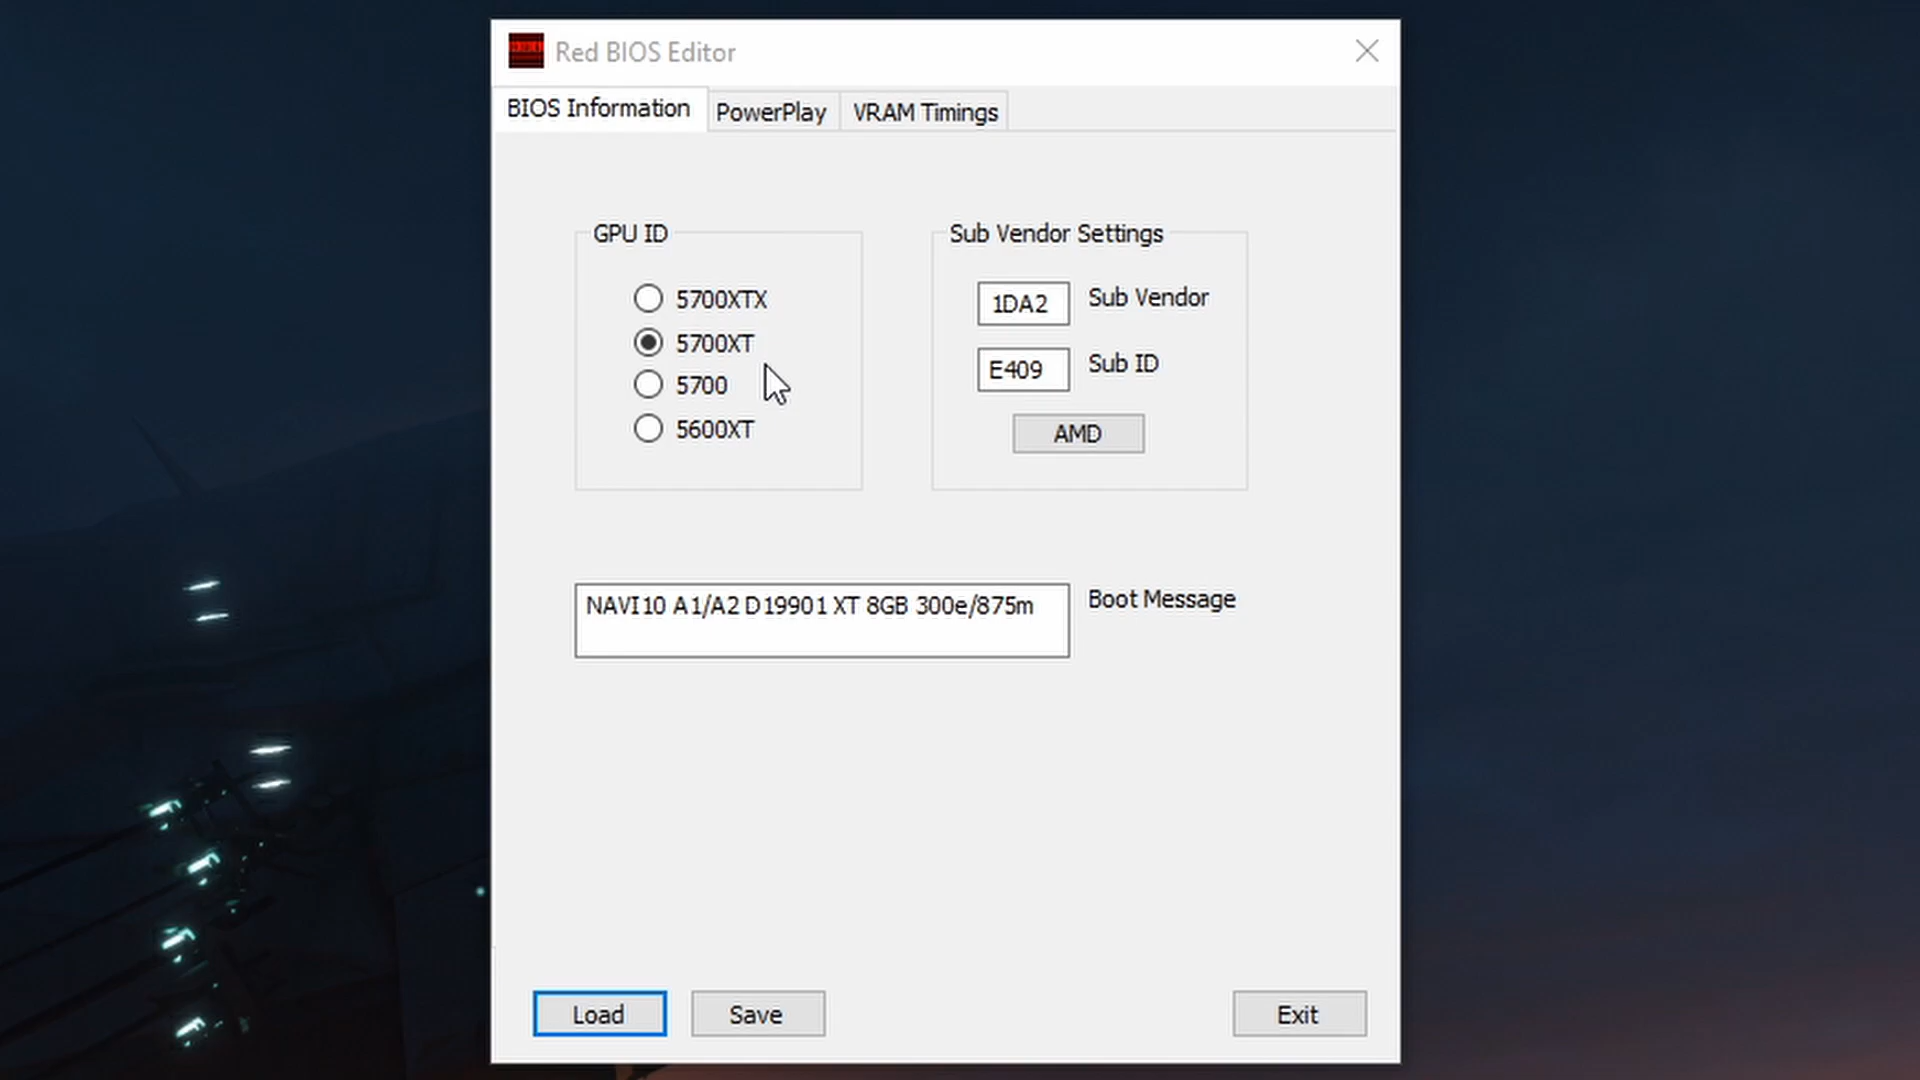 Red BIOS Editor
BIOS Information
PowerPlay
VRAM Timings
GPU ID
5700XTX
5700XT
5700
5600XT
Sub Vendor Settings
1DA2 Sub Vendor
E409 Sub ID
AMD
NAVI10 A1/A2 D19901 XT 8GB 300e/875m
Boot Message
Load
Save
Exit